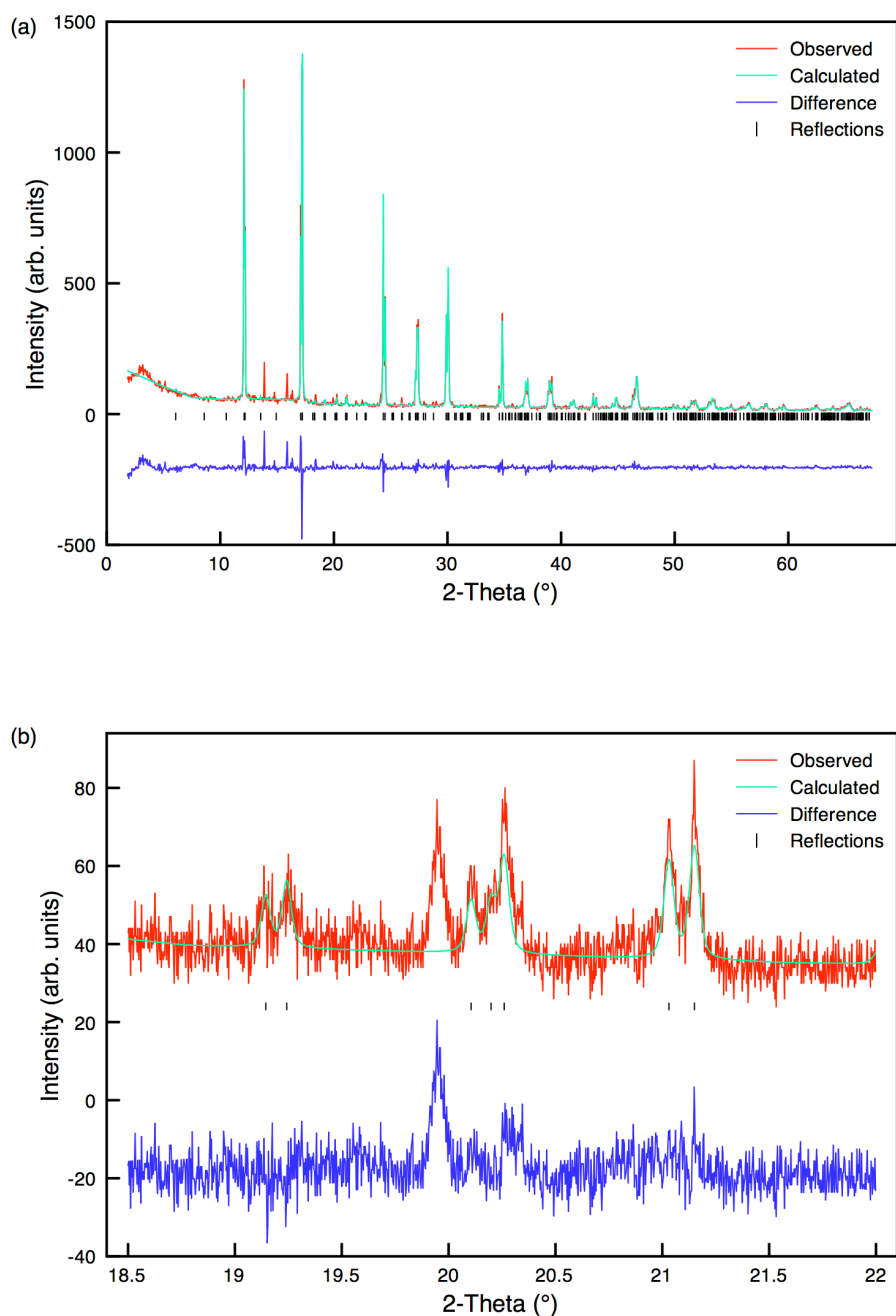 (a)
1500
1000
500
0
-500
Intensity (arb. units)
Observed
Calculated
Difference
Reflections
0 10 20 30 40 50 60
2-Theta (°)
(b)
80
60
40
20
0
-20
-40
Intensity (arb. units)
Observed
Calculated
Difference
Reflections
18.5 19 19.5 20 20.5 21 21.5 22
2-Theta (°)